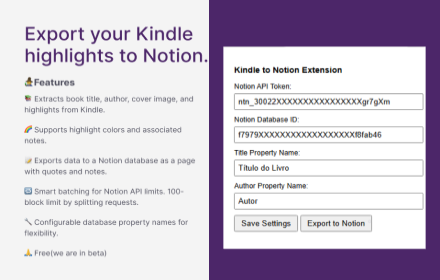 Export your Kindle
highlights to Notion.
Features
Extracts book title, author, cover image, and
highlights from Kindle.
Supports highlight colors and associated
notes.
Exports data to a Notion database as a page
with quotes and notes.
Smart batching for Notion API limits. 100-
block limit by splitting requests.
Configurable database property names for
flexibility.
Free(we are in beta)
Kindle to Notion Extension
Notion API Token:
ntn_30022XXXXXXXXXXXXXXXXgr7gXm
Notion Database ID:
f7979XXXXXXXXXXXXXXXXXXf8fab46
Title Property Name:
Título do Livro
Author Property Name:
Autor
Save Settings Export to Notion